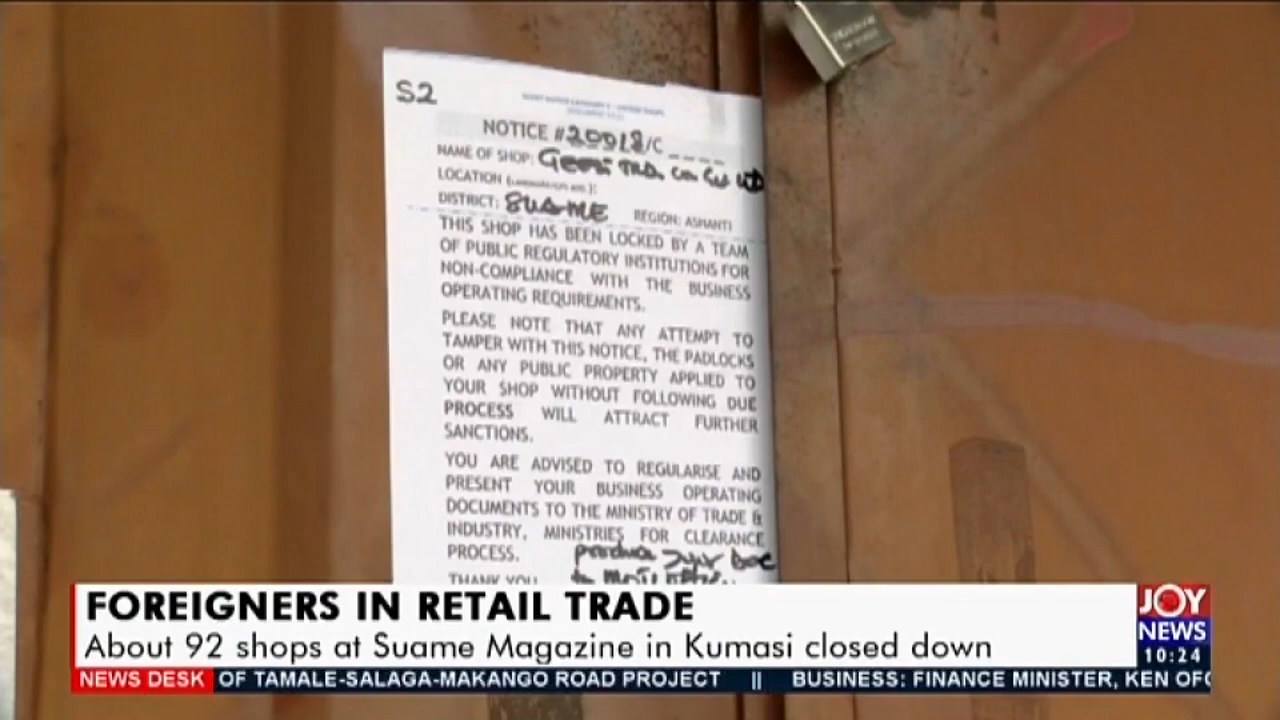 S2
NOTICE #20918/C
NAME OF SHOP:
LOCATION
DISTRICT: SUAME REGION: ASHANTI
THIS SHOP HAS BEEN LOCKED BY A TEAM
OF PUBLIC REGULATORY INSTITUTIONS FOR
NON-COMPLIANCE WITH THE BUSINESS
OPERATING REQUIREMENTS.
PLEASE NOTE THAT ANY ATTEMPT TO
TAMPER WITH THIS NOTICE, THE PADLOCKS
OR ANY PUBLIC PROPERTY APPLIED TO
YOUR SHOP WITHOUT FOLLOWING DUE
PROCESS WILL ATTRACT FURTHER
SANCTIONS.
YOU ARE ADVISED TO REGULARISE AND
PRESENT YOUR BUSINESS OPERATING
DOCUMENTS TO THE MINISTRY OF TRADE &
INDUSTRY, MINISTRIES FOR CLEARANCE
PROCESS. produce your doc
THANK YOU
FOREIGNERS IN RETAIL TRADE
About 92 shops at Suame Magazine in Kumasi closed down
JOY
NEWS
10:24
NEWS DESK OF TAMALE-SALAGA-MAKANGO ROAD PROJECT || BUSINESS: FINANCE MINISTER, KEN OFO